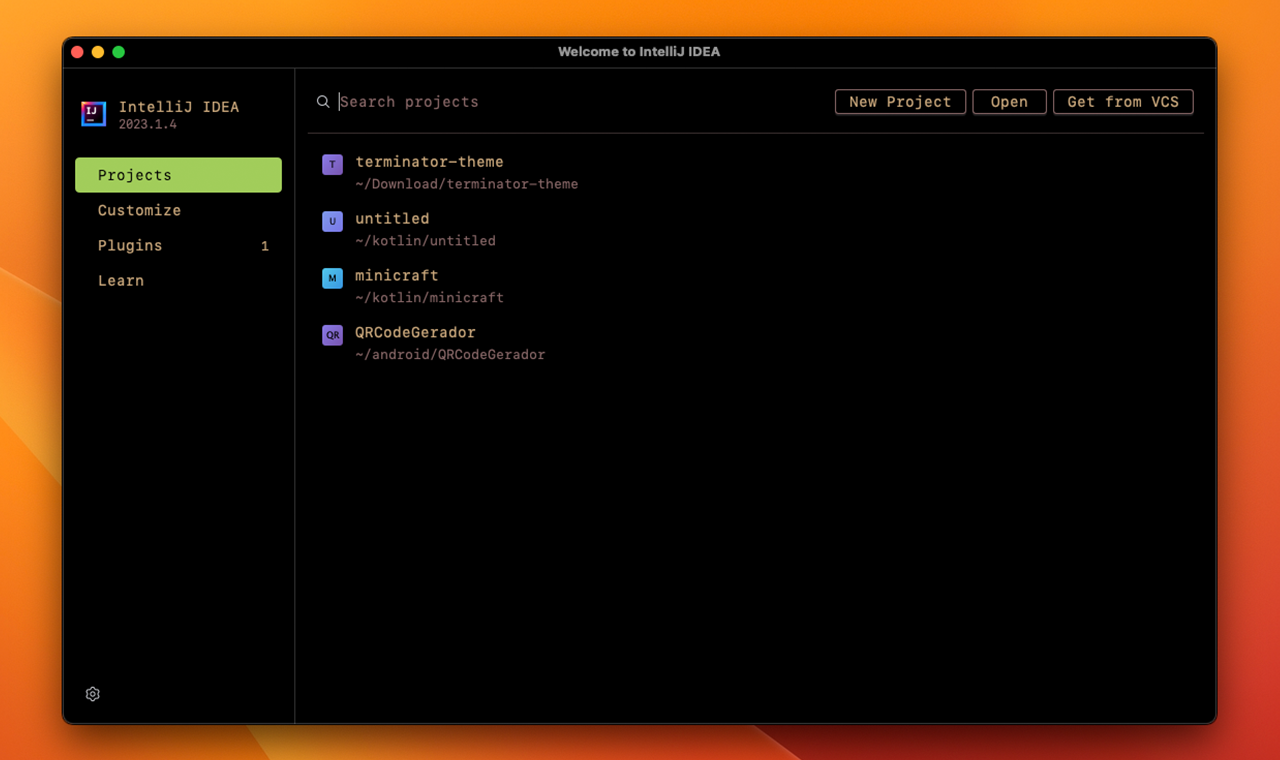 Welcome to IntelliJ IDEA
IJ
IntelliJ IDEA
2023.1.4
Projects
Customize
Plugins 1
Learn
Search projects
New Project Open Get from VCS
T terminator-theme
~/Download/terminator-theme
U untitled
~/kotlin/untitled
M minicraft
~/kotlin/minicraft
QR QRCodeGerador
~/android/QRCodeGerador